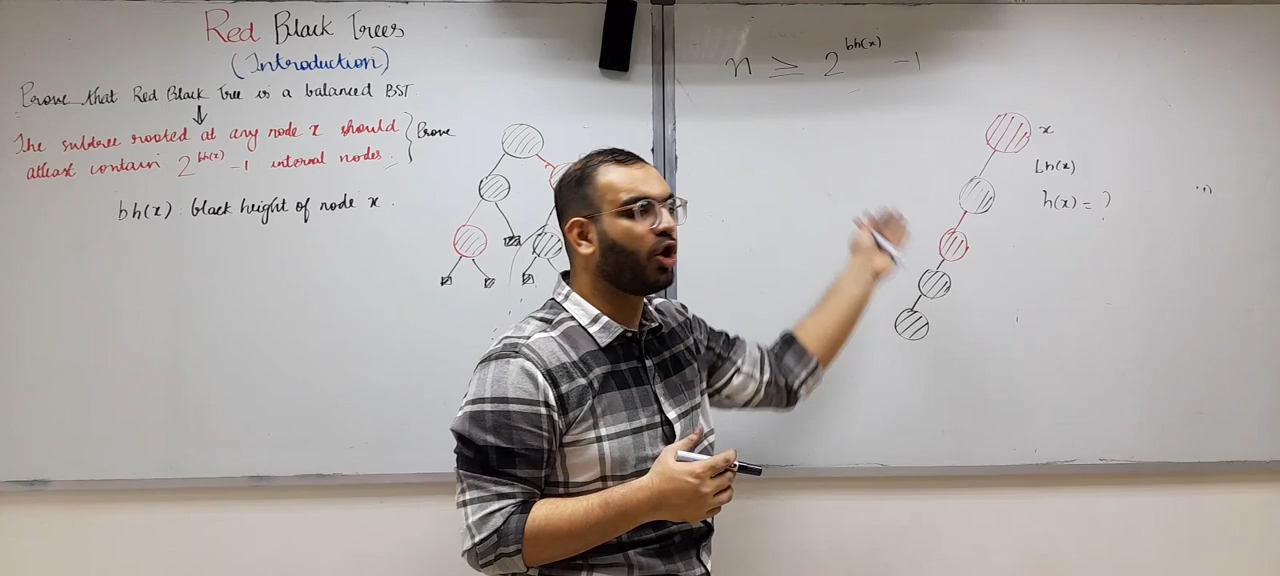 Red Black Trees
(Introduction)
Prove that Red Black Tree is a balanced BST.
The subtree rooted at any node x should
atleast contain 2^bh(x) - 1 internal nodes.
} Prove
bh(x) : black height of node x.
n ≥ 2^bh(x) - 1
x
bh(x)
h(x) = ?